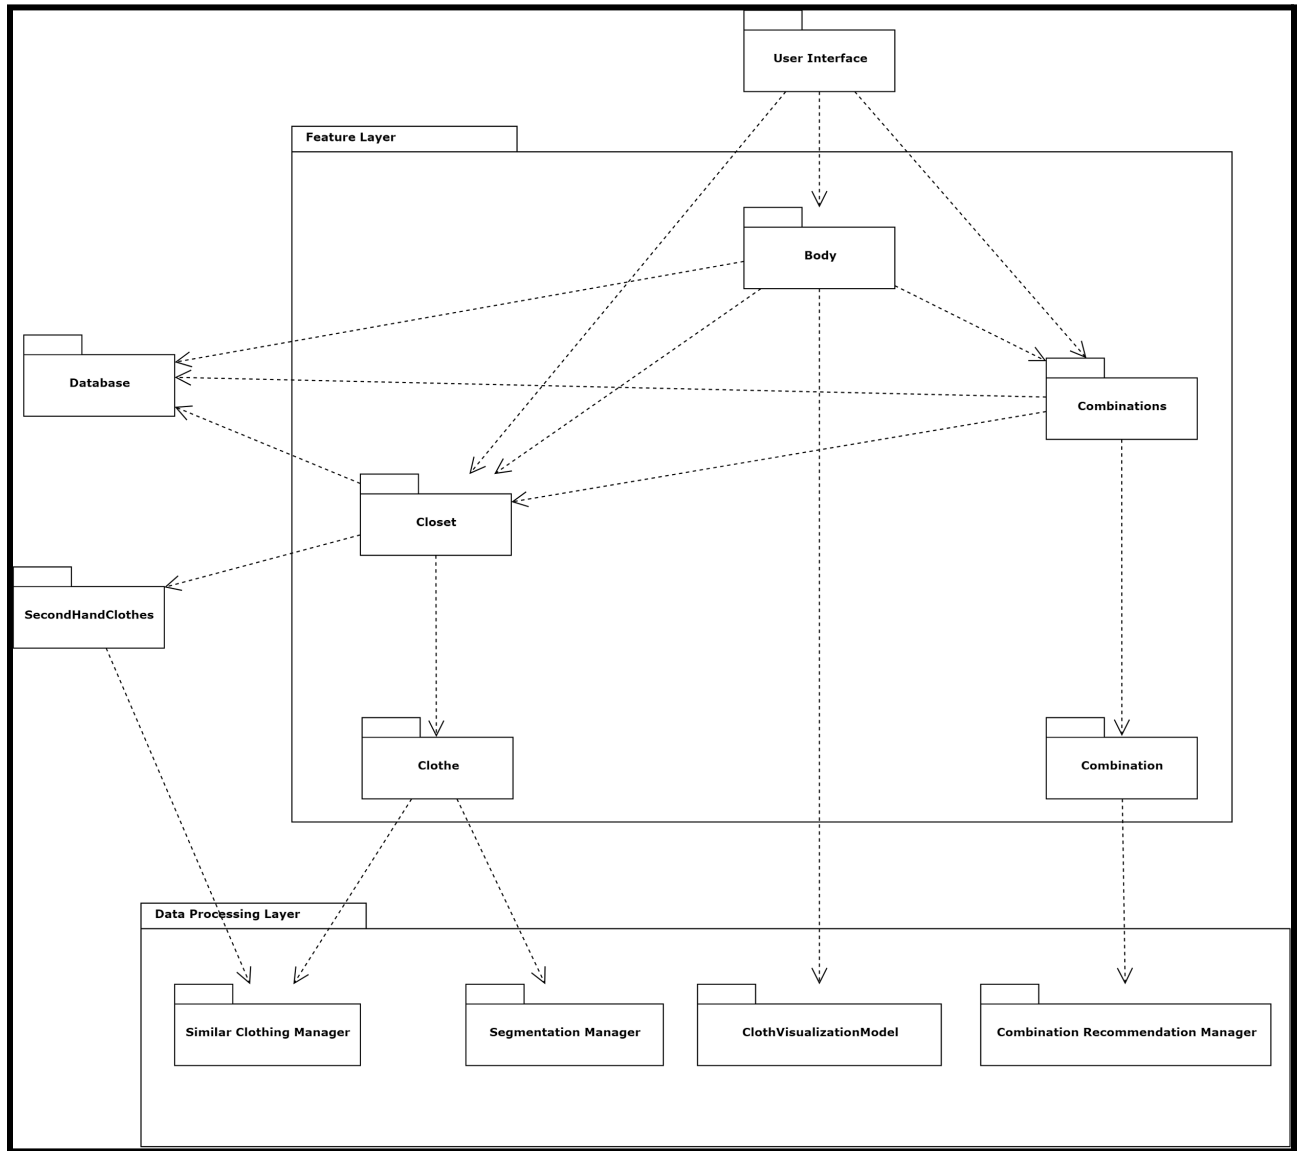 User Interface
Feature Layer
Body
Database
Combinations
Closet
SecondHandClothes
Clothe
Combination
Data Processing Layer
Similar Clothing Manager
Segmentation Manager
ClothVisualizationModel
Combination Recommendation Manager